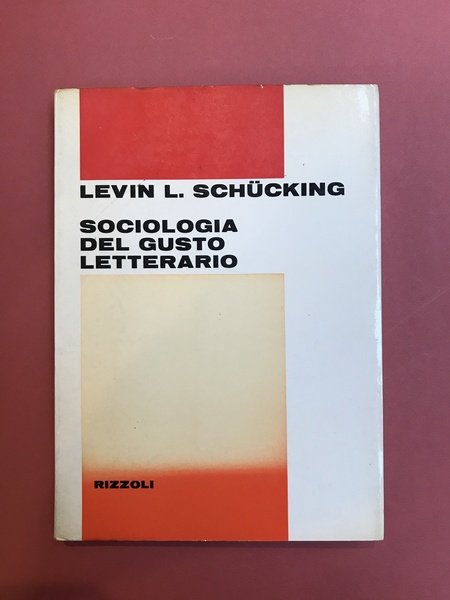 LEVIN L. SCHÜCKING
SOCIOLOGIA
DEL GUSTO
LETTERARIO
RIZZOLI